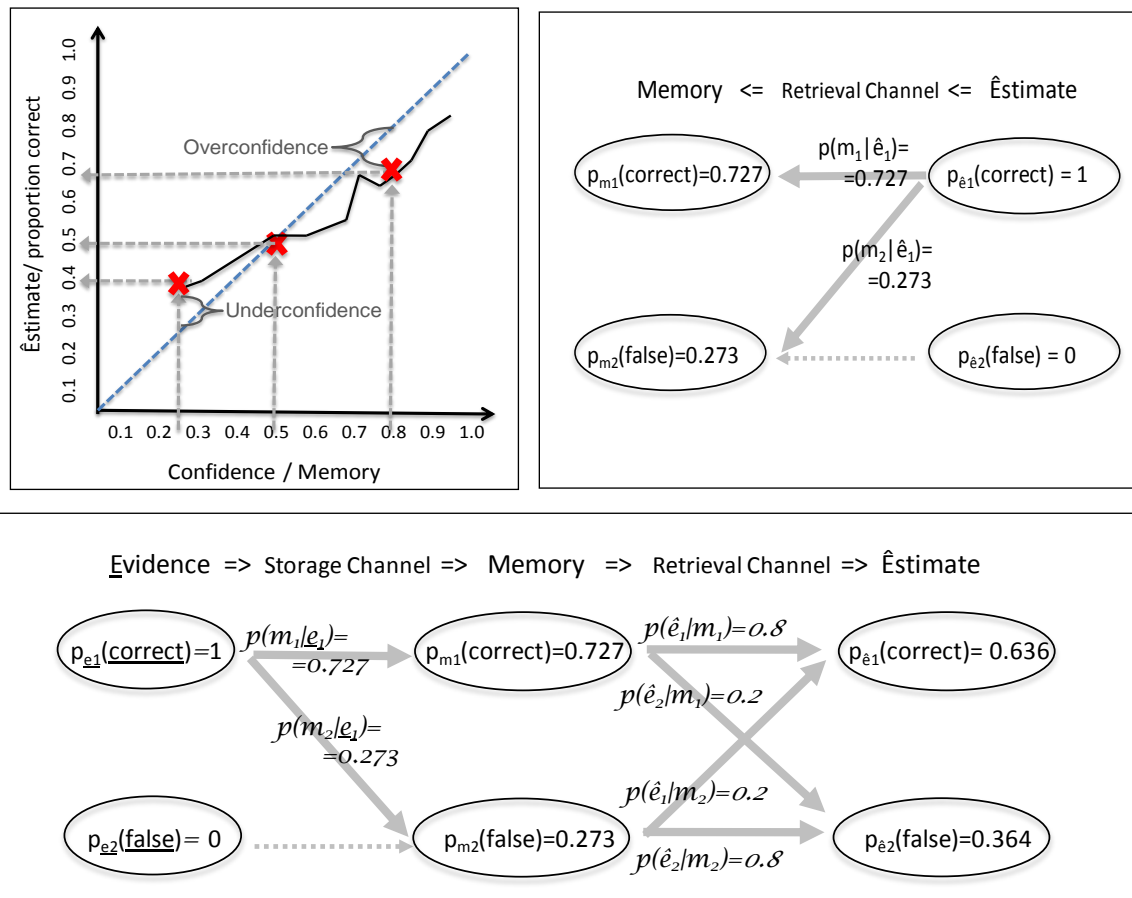 Êstimate/ proportion correct
0.1 0.2 0.3 0.4 0.5 0.6 0.7 0.8 0.9 1.0
Overconfidence
Underconfidence
0.1 0.2 0.3 0.4 0.5 0.6 0.7 0.8 0.9 1.0
Confidence / Memory
Memory <= Retrieval Channel <= Êstimate
p(m₁|ê₁)=
=0.727
pₘ₁(correct)=0.727
pê₁(correct) = 1
p(m₂|ê₁)=
=0.273
pₘ₂(false)=0.273
pê₂(false) = 0
Evidence => Storage Channel => Memory => Retrieval Channel => Êstimate
pₑ₁(correct)=1
p(m₁|e₁)=
=0.727
pₘ₁(correct)=0.727
p(ê₁|m₁)=0.8
pê₁(correct)= 0.636
p(ê₂|m₁)=0.2
p(m₂|e₁)=
=0.273
p(ê₁|m₂)=0.2
pₑ₂(false)= 0
pₘ₂(false)=0.273
p(ê₂|m₂)=0.8
pê₂(false)=0.364